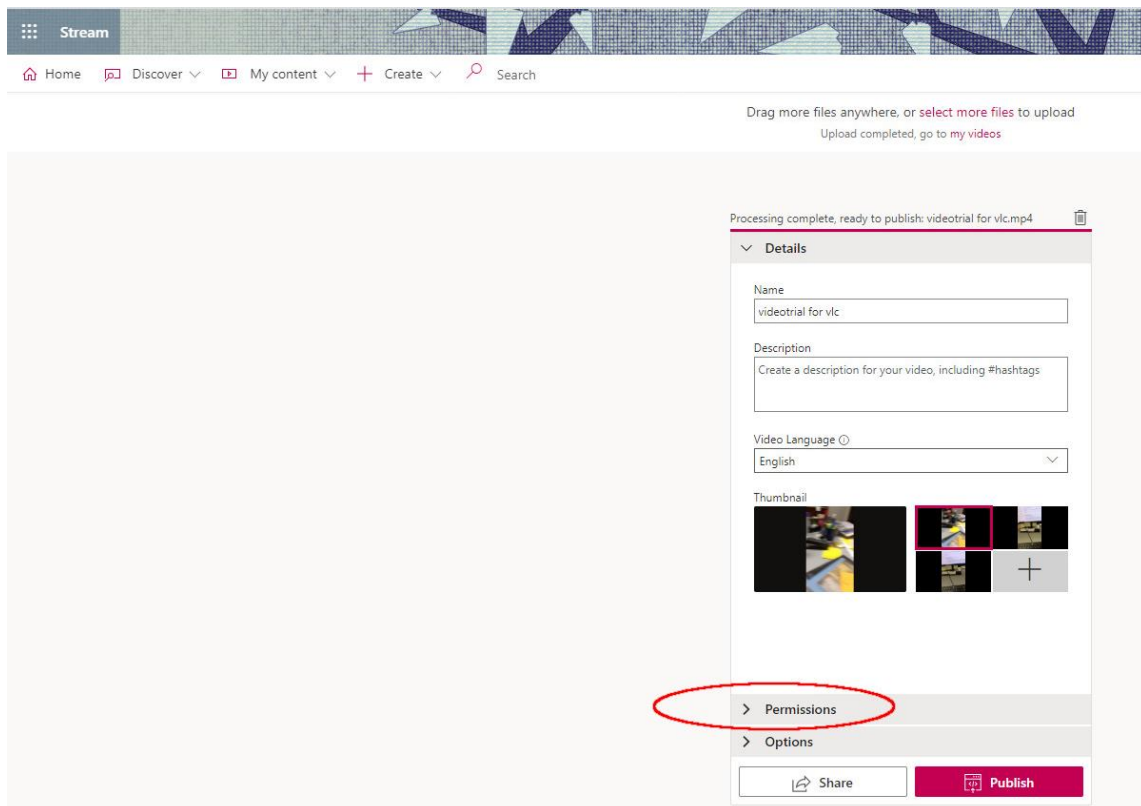 Stream
Home Discover My content Create Search
Drag more files anywhere, or select more files to upload
Upload completed, go to my videos
Processing complete, ready to publish: videotrial for vlc.mp4
Details
Name
videotrial for vlc
Description
Create a description for your video, including #hashtags
Video Language
English
Thumbnail
Permissions
Options
Share Publish